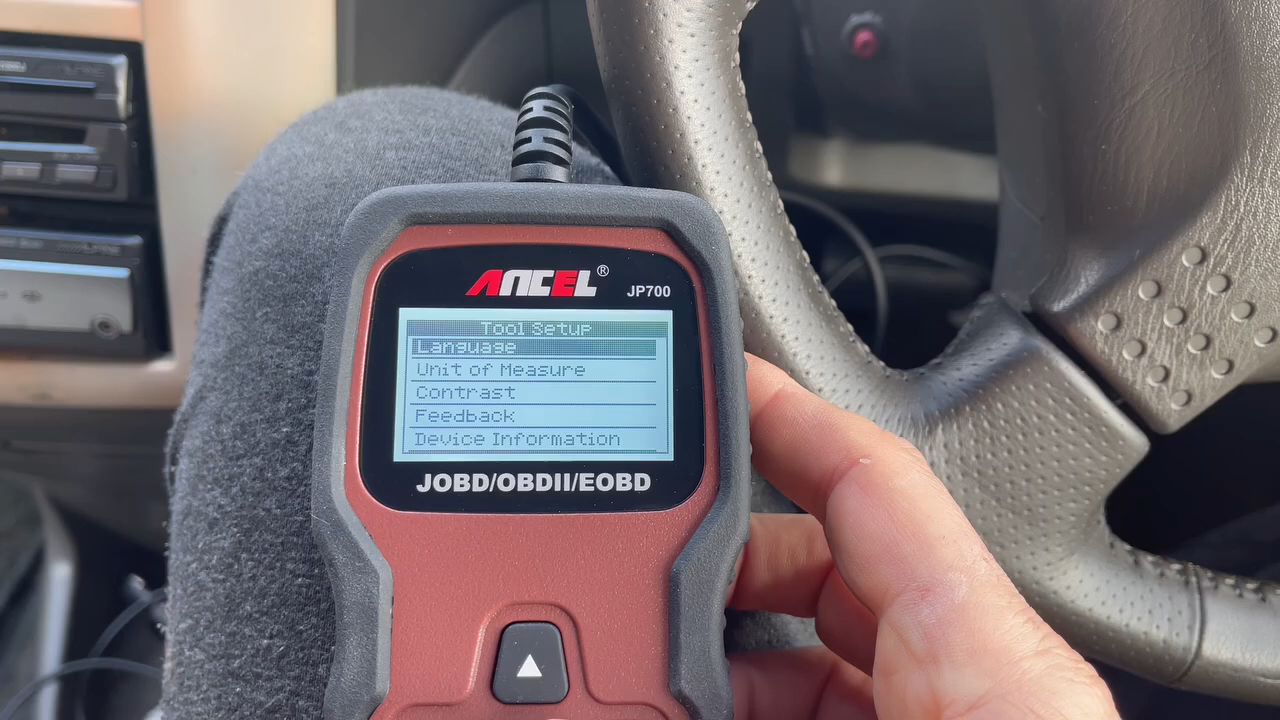 ANCEL®
JP700
Tool Setup
Language
Unit of Measure
Contrast
Feedback
Device Information
JOBD/OBDII/EOBD